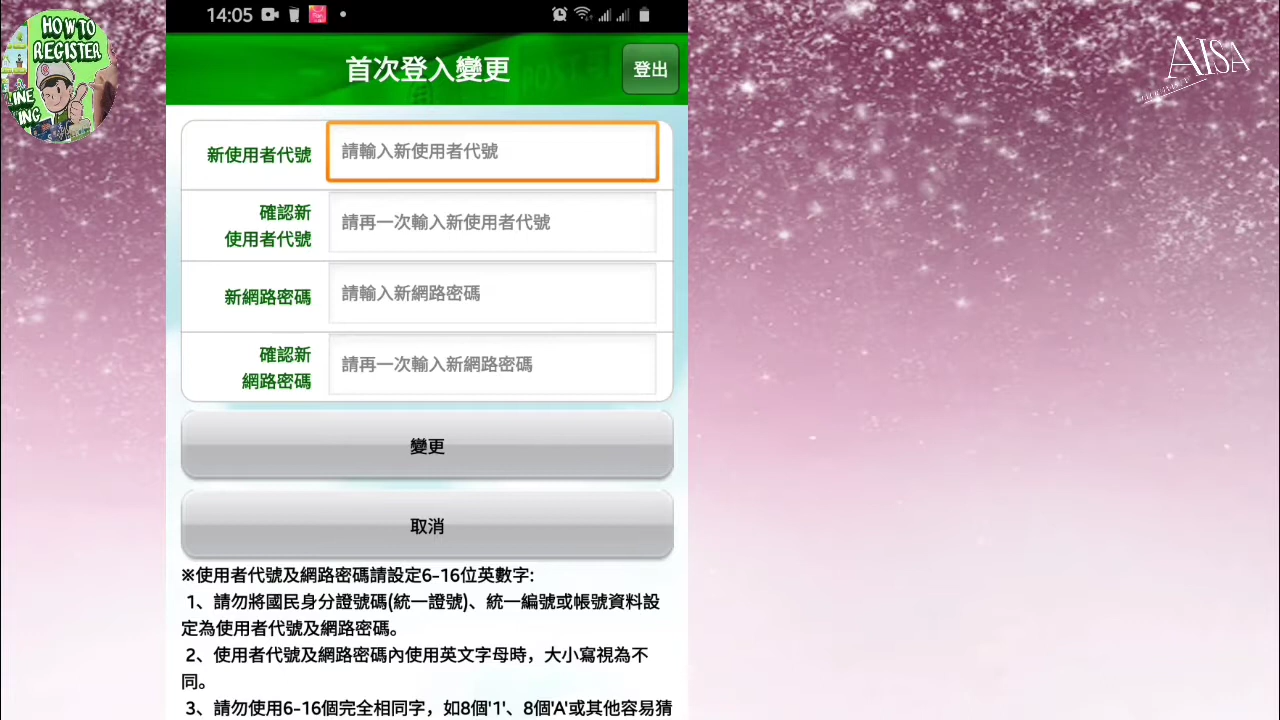 14:05
HOW TO
REGISTER
AISA
首次登入變更
登出
新使用者代號
請輸入新使用者代號
確認新
使用者代號
請再一次輸入新使用者代號
新網路密碼
請輸入新網路密碼
確認新
網路密碼
請再一次輸入新網路密碼
變更
取消
※使用者代號及網路密碼請設定6-16位英數字:
1、請勿將國民身分證號碼(統一證號)、統一編號或帳號資料設
定為使用者代號及網路密碼。
2、使用者代號及網路密碼內使用英文字母時，大小寫視為不
同。
3、請勿使用6-16個完全相同字，如8個'1'、8個'A'或其他容易猜